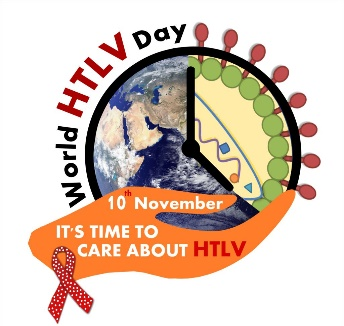 World HTLV Day
10th November
IT'S TIME TO
CARE ABOUT HTLV